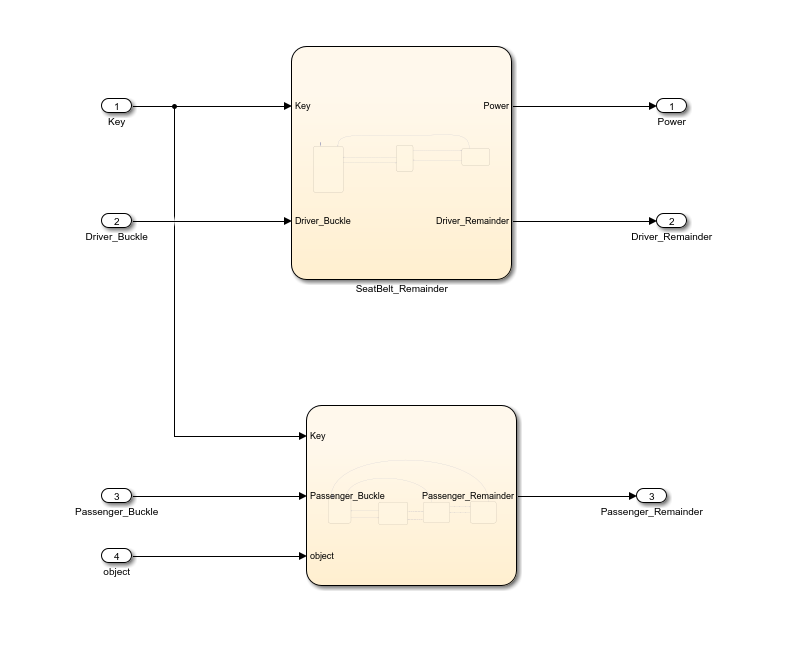 1
Key
Key
Power
1
Power
2
Driver_Buckle
Driver_Buckle
Driver_Remainder
2
Driver_Remainder
SeatBelt_Remainder
Key
3
Passenger_Buckle
Passenger_Buckle
Passenger_Remainder
3
Passenger_Remainder
4
object
object